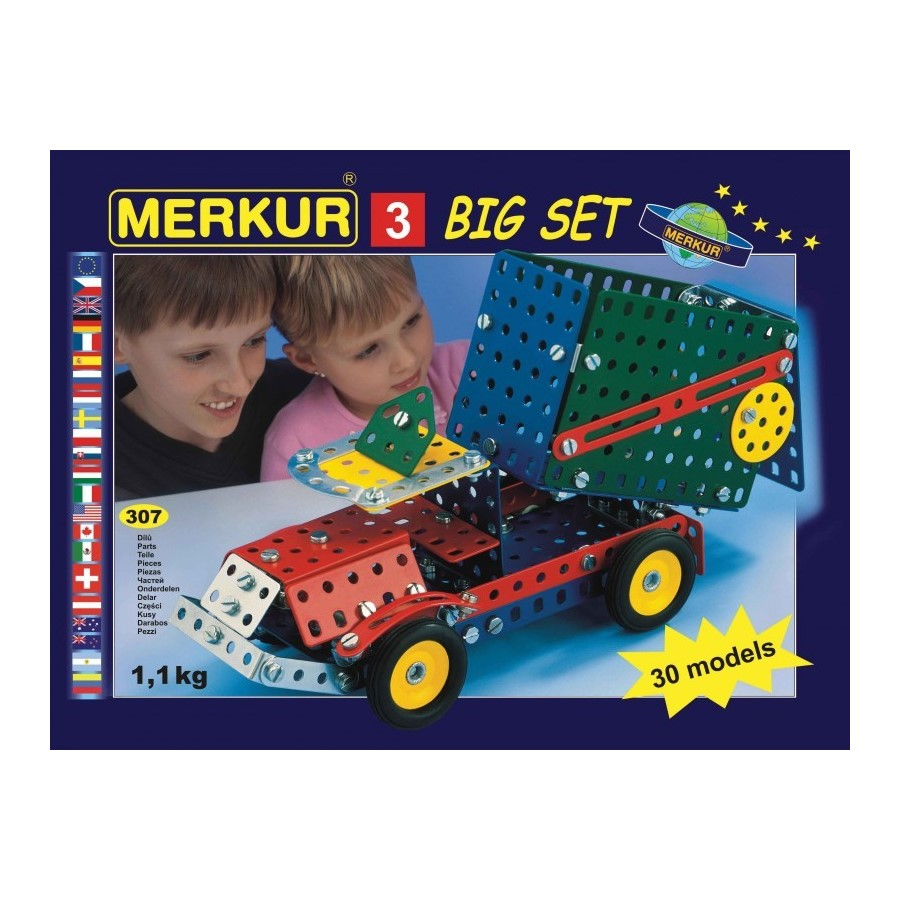 MERKUR ® 3 BIG SET
MERKUR ®
307
Dílů
Parts
Teile
Pieces
Piezas
Частей
Onderdelen
Delar
Części
Kusy
Darabos
Pezzi
1,1 kg
30 models